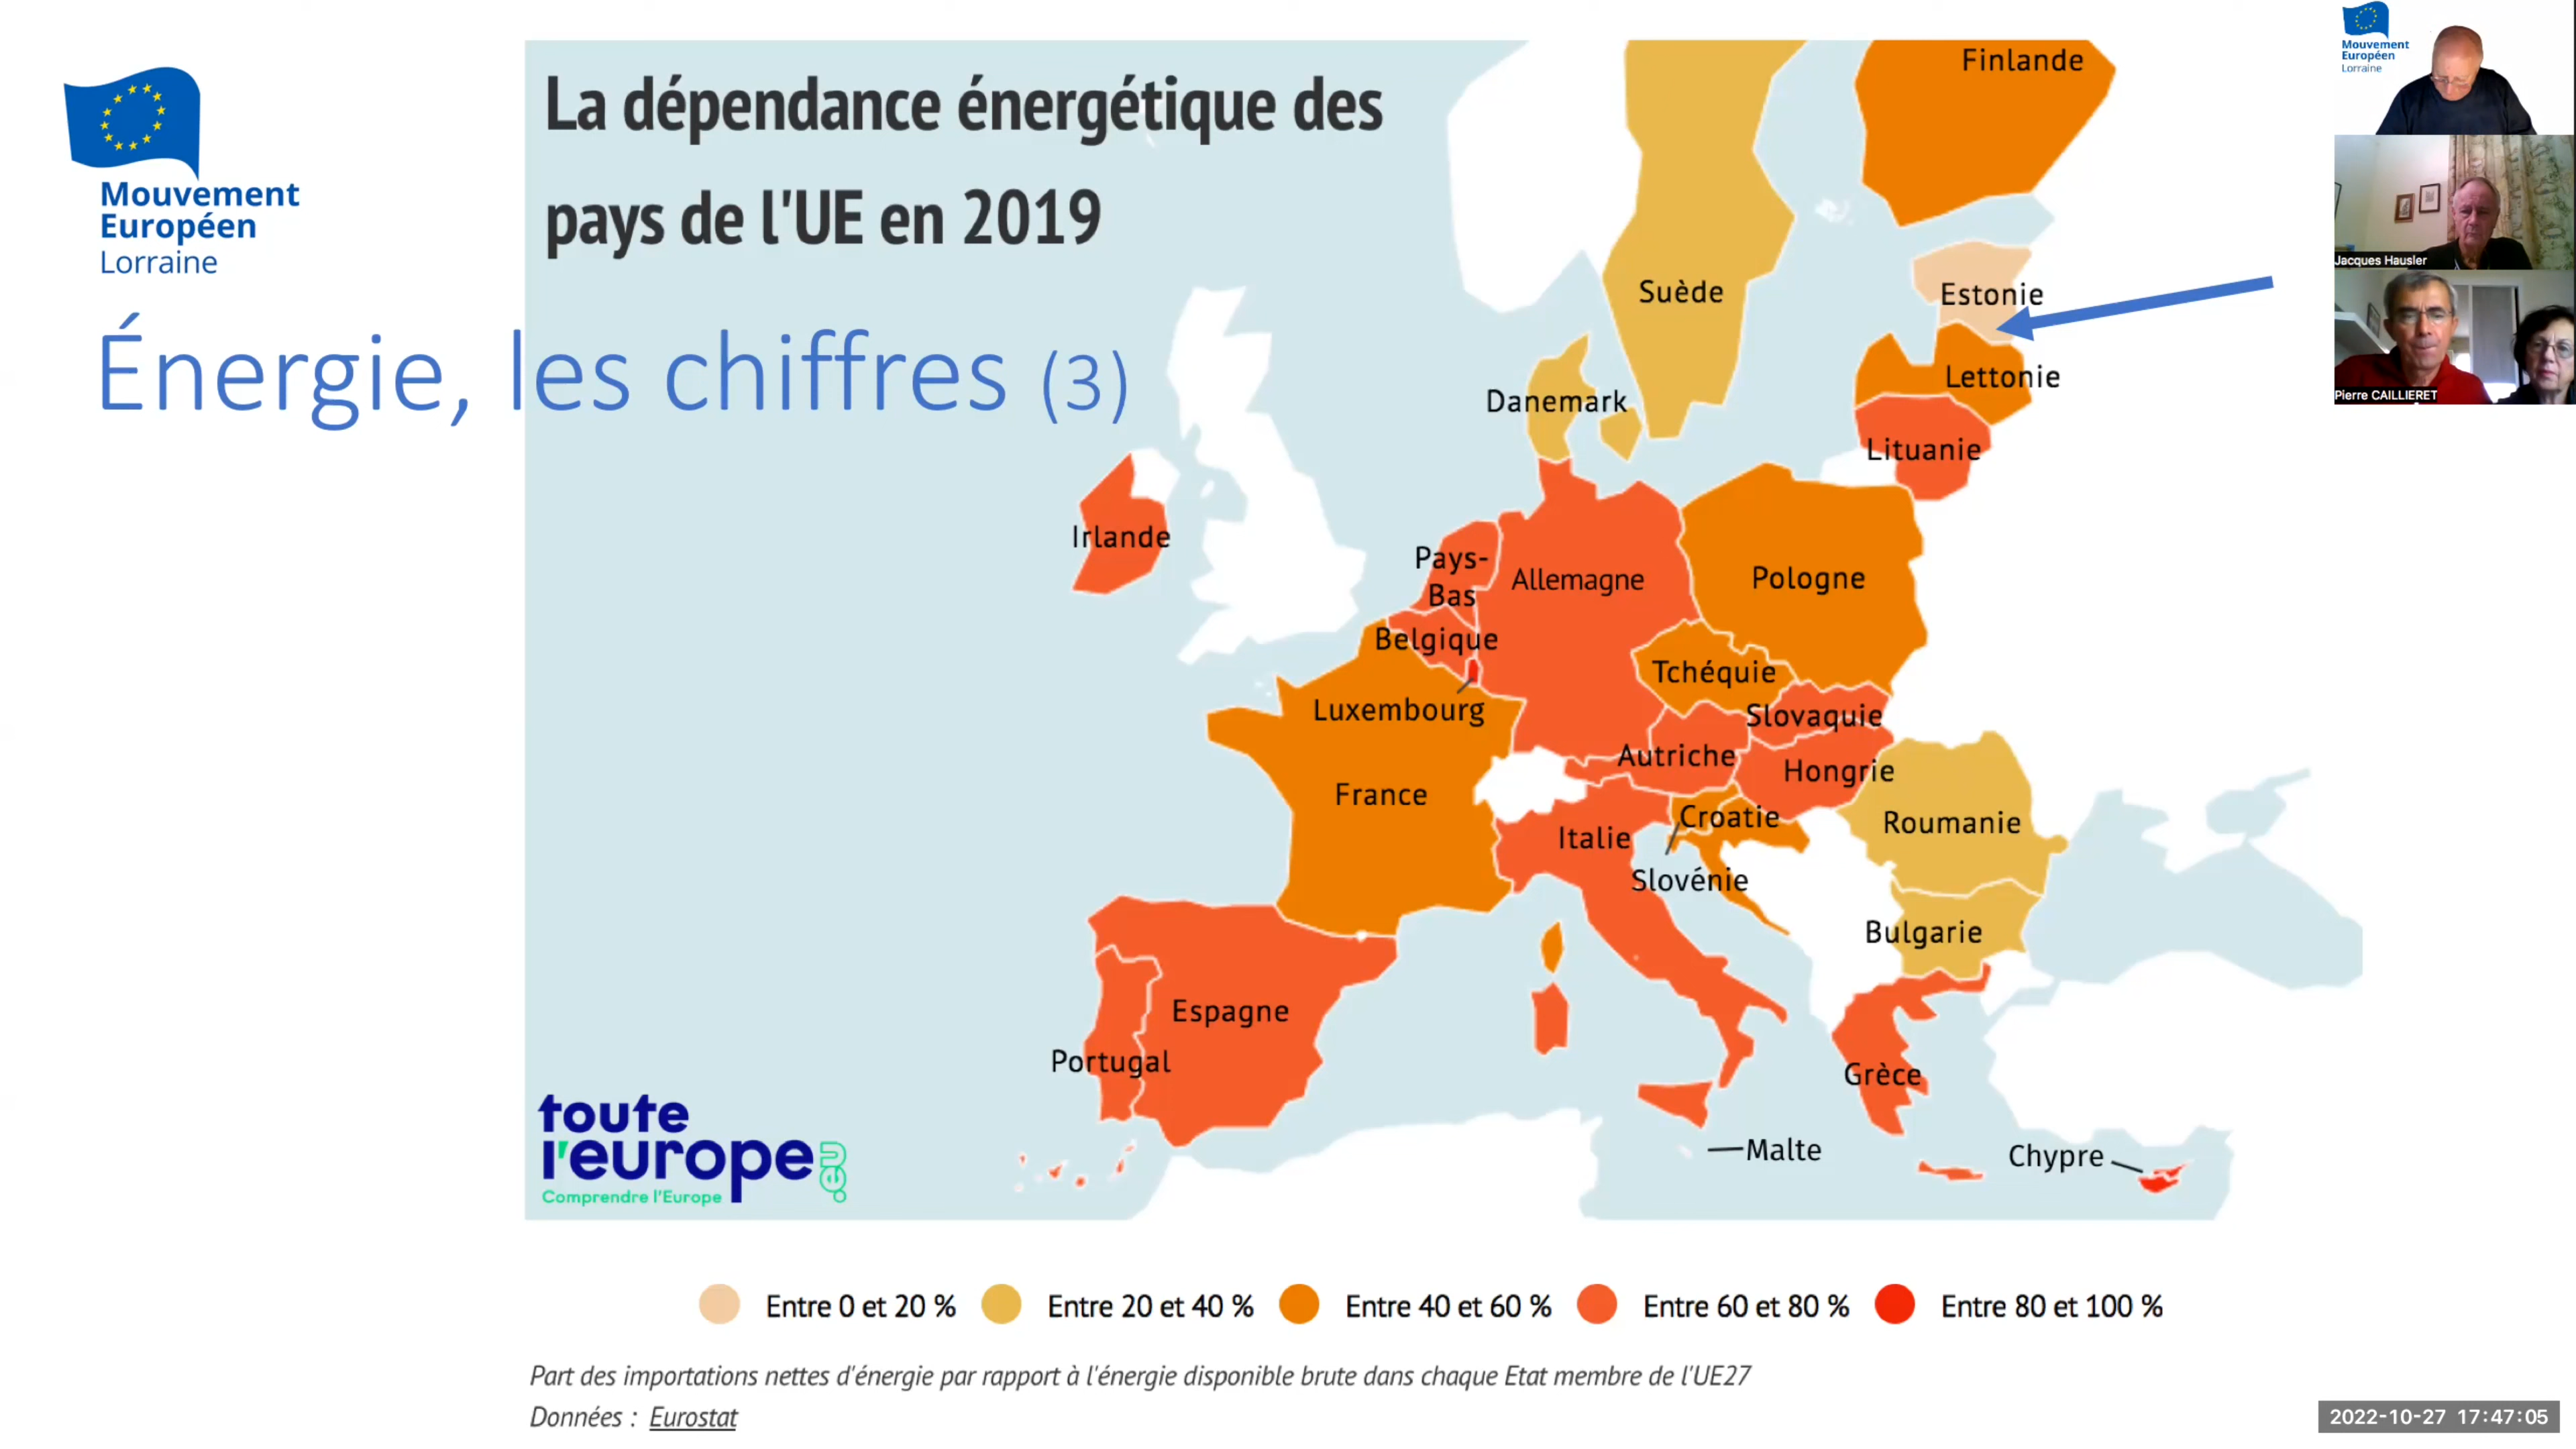 Mouvement
Européen
Lorraine
Énergie, les chiffres (3)
La dépendance énergétique des
pays de l'UE en 2019
Finlande
Suède
Estonie
Lettonie
Danemark
Lituanie
Irlande
Pays-
Bas
Allemagne
Pologne
Belgique
Tchéquie
Luxembourg
Slovaquie
Autriche
Hongrie
France
Croatie
Italie
Roumanie
Slovénie
Bulgarie
Espagne
Portugal
Grèce
Malte
Chypre
toute
l'europe.eu
Comprendre l'Europe
Entre 0 et 20 %
Entre 20 et 40 %
Entre 40 et 60 %
Entre 60 et 80 %
Entre 80 et 100 %
Part des importations nettes d'énergie par rapport à l'énergie disponible brute dans chaque Etat membre de l'UE27
Données : Eurostat
Mouvement
Européen
Lorraine
Jacques Hausler
Pierre CAILLIERET
2022-10-27 17:47:05